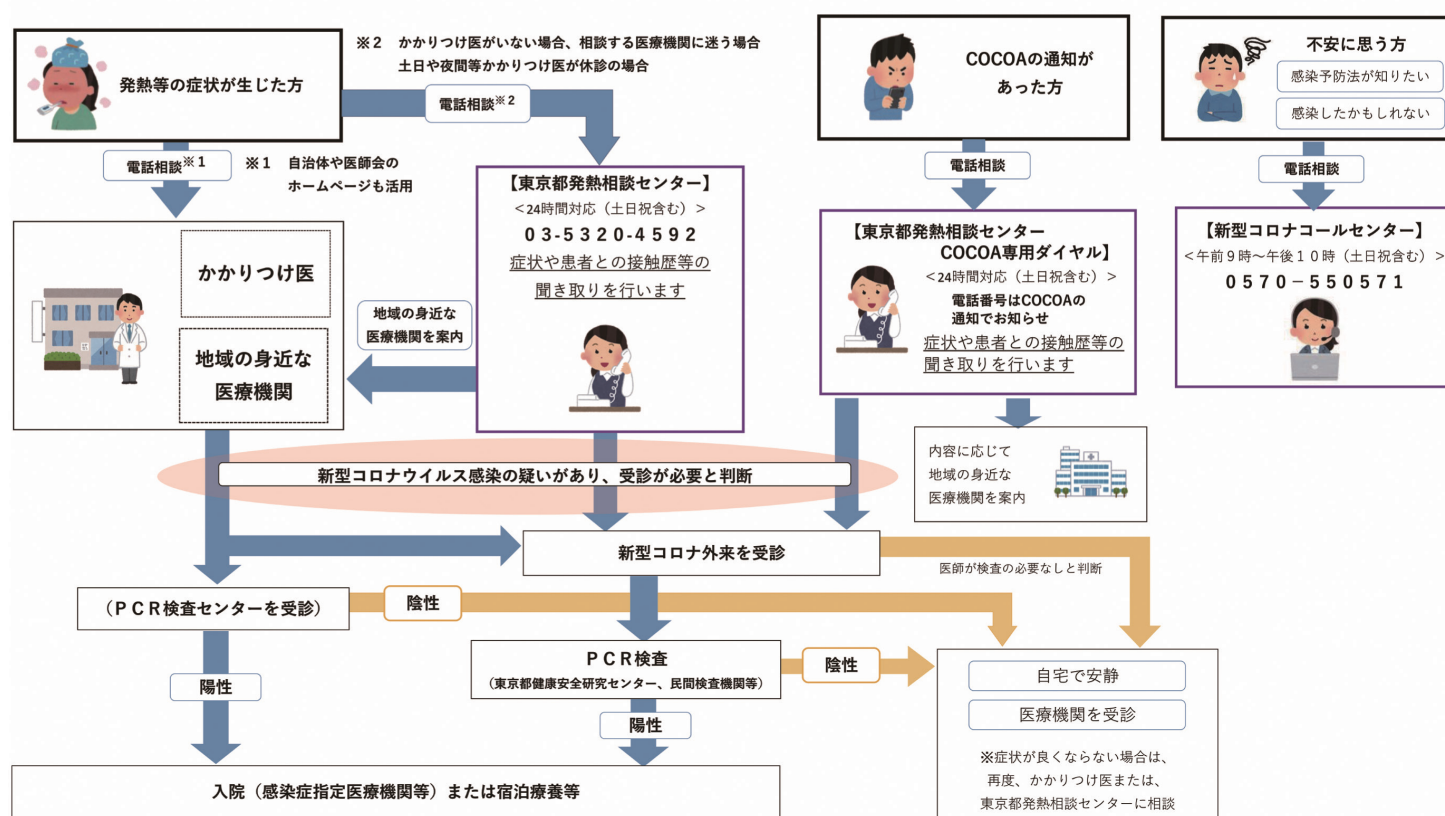 ※2 かかりつけ医がいない場合、相談する医療機関に迷う場合
土日や夜間等かかりつけ医が休診の場合
発熱等の症状が生じた方
電話相談※2
電話相談※1
※1 自治体や医師会の
ホームページも活用
かかりつけ医
地域の身近な
医療機関
【東京都発熱相談センター】
<24時間対応(土日祝含む)>
03-5320-4592
症状や患者との接触歴等の
聞き取りを行います
地域の身近な
医療機関を案内
COCOAの通知が
あった方
電話相談
【東京都発熱相談センター
COCOA専用ダイヤル】
<24時間対応(土日祝含む)>
電話番号はCOCOAの
通知でお知らせ
症状や患者との接触歴等の
聞き取りを行います
内容に応じて
地域の身近な
医療機関を案内
不安に思う方
感染予防法が知りたい
感染したかもしれない
電話相談
【新型コロナコールセンター】
<午前9時~午後10時(土日祝含む)>
0570-550571
新型コロナウイルス感染の疑いがあり、受診が必要と判断
新型コロナ外来を受診
医師が検査の必要なしと判断
(PCR検査センターを受診)
陰性
陽性
PCR検査
(東京都健康安全研究センター、民間検査機関等)
陰性
陽性
入院(感染症指定医療機関等)または宿泊療養等
自宅で安静
医療機関を受診
※症状が良くならない場合は、
再度、かかりつけ医または、
東京都発熱相談センターに相談